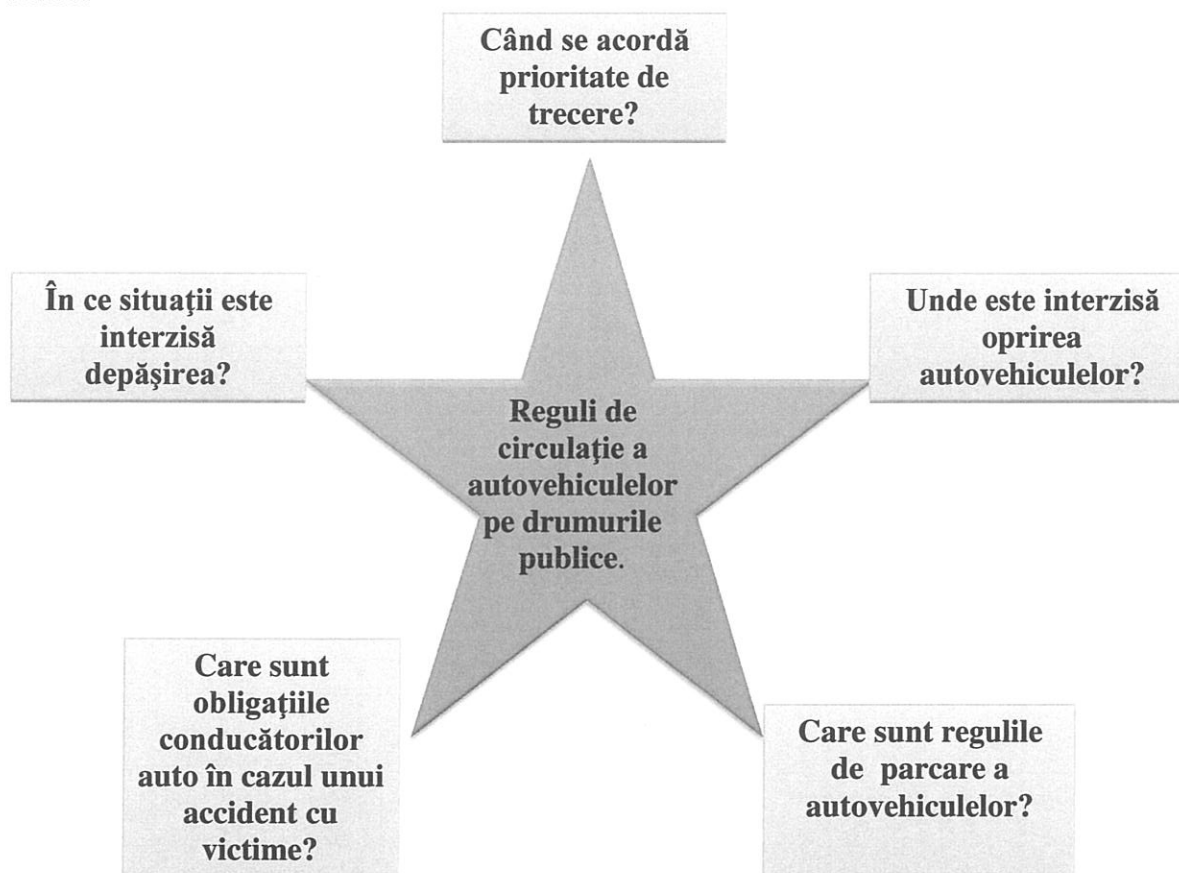 Când se acordă
prioritate de
trecere?
În ce situaţii este
interzisă
depăşirea?
Unde este interzisă
oprirea
autovehiculelor?
Reguli de
circulaţie a
autovehiculelor
pe drumurile
publice.
Care sunt
obligaţiile
conducătorilor
auto în cazul unui
accident cu
victime?
Care sunt regulile
de parcare a
autovehiculelor?